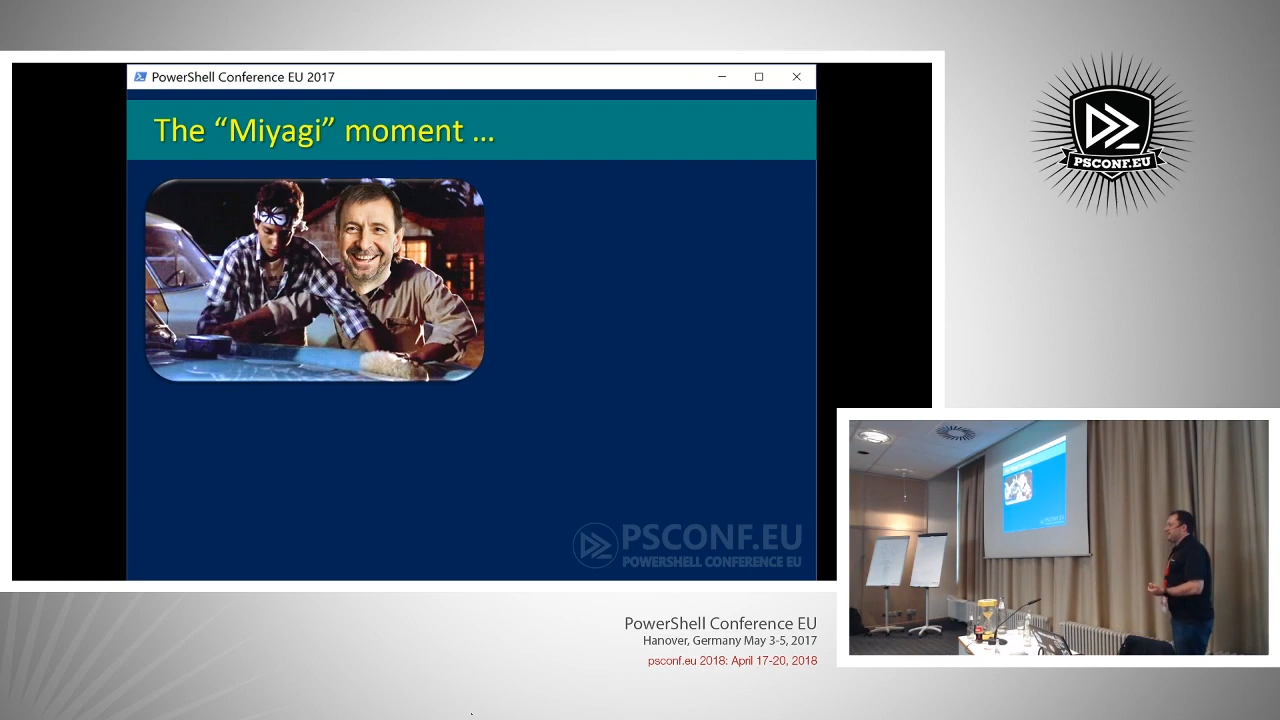 PowerShell Conference EU 2017
The “Miyagi” moment ...
PSCONF.EU
POWERSHELL CONFERENCE EU
PSCONF.EU
PowerShell Conference EU
Hanover, Germany May 3-5, 2017
psconf.eu 2018: April 17-20, 2018